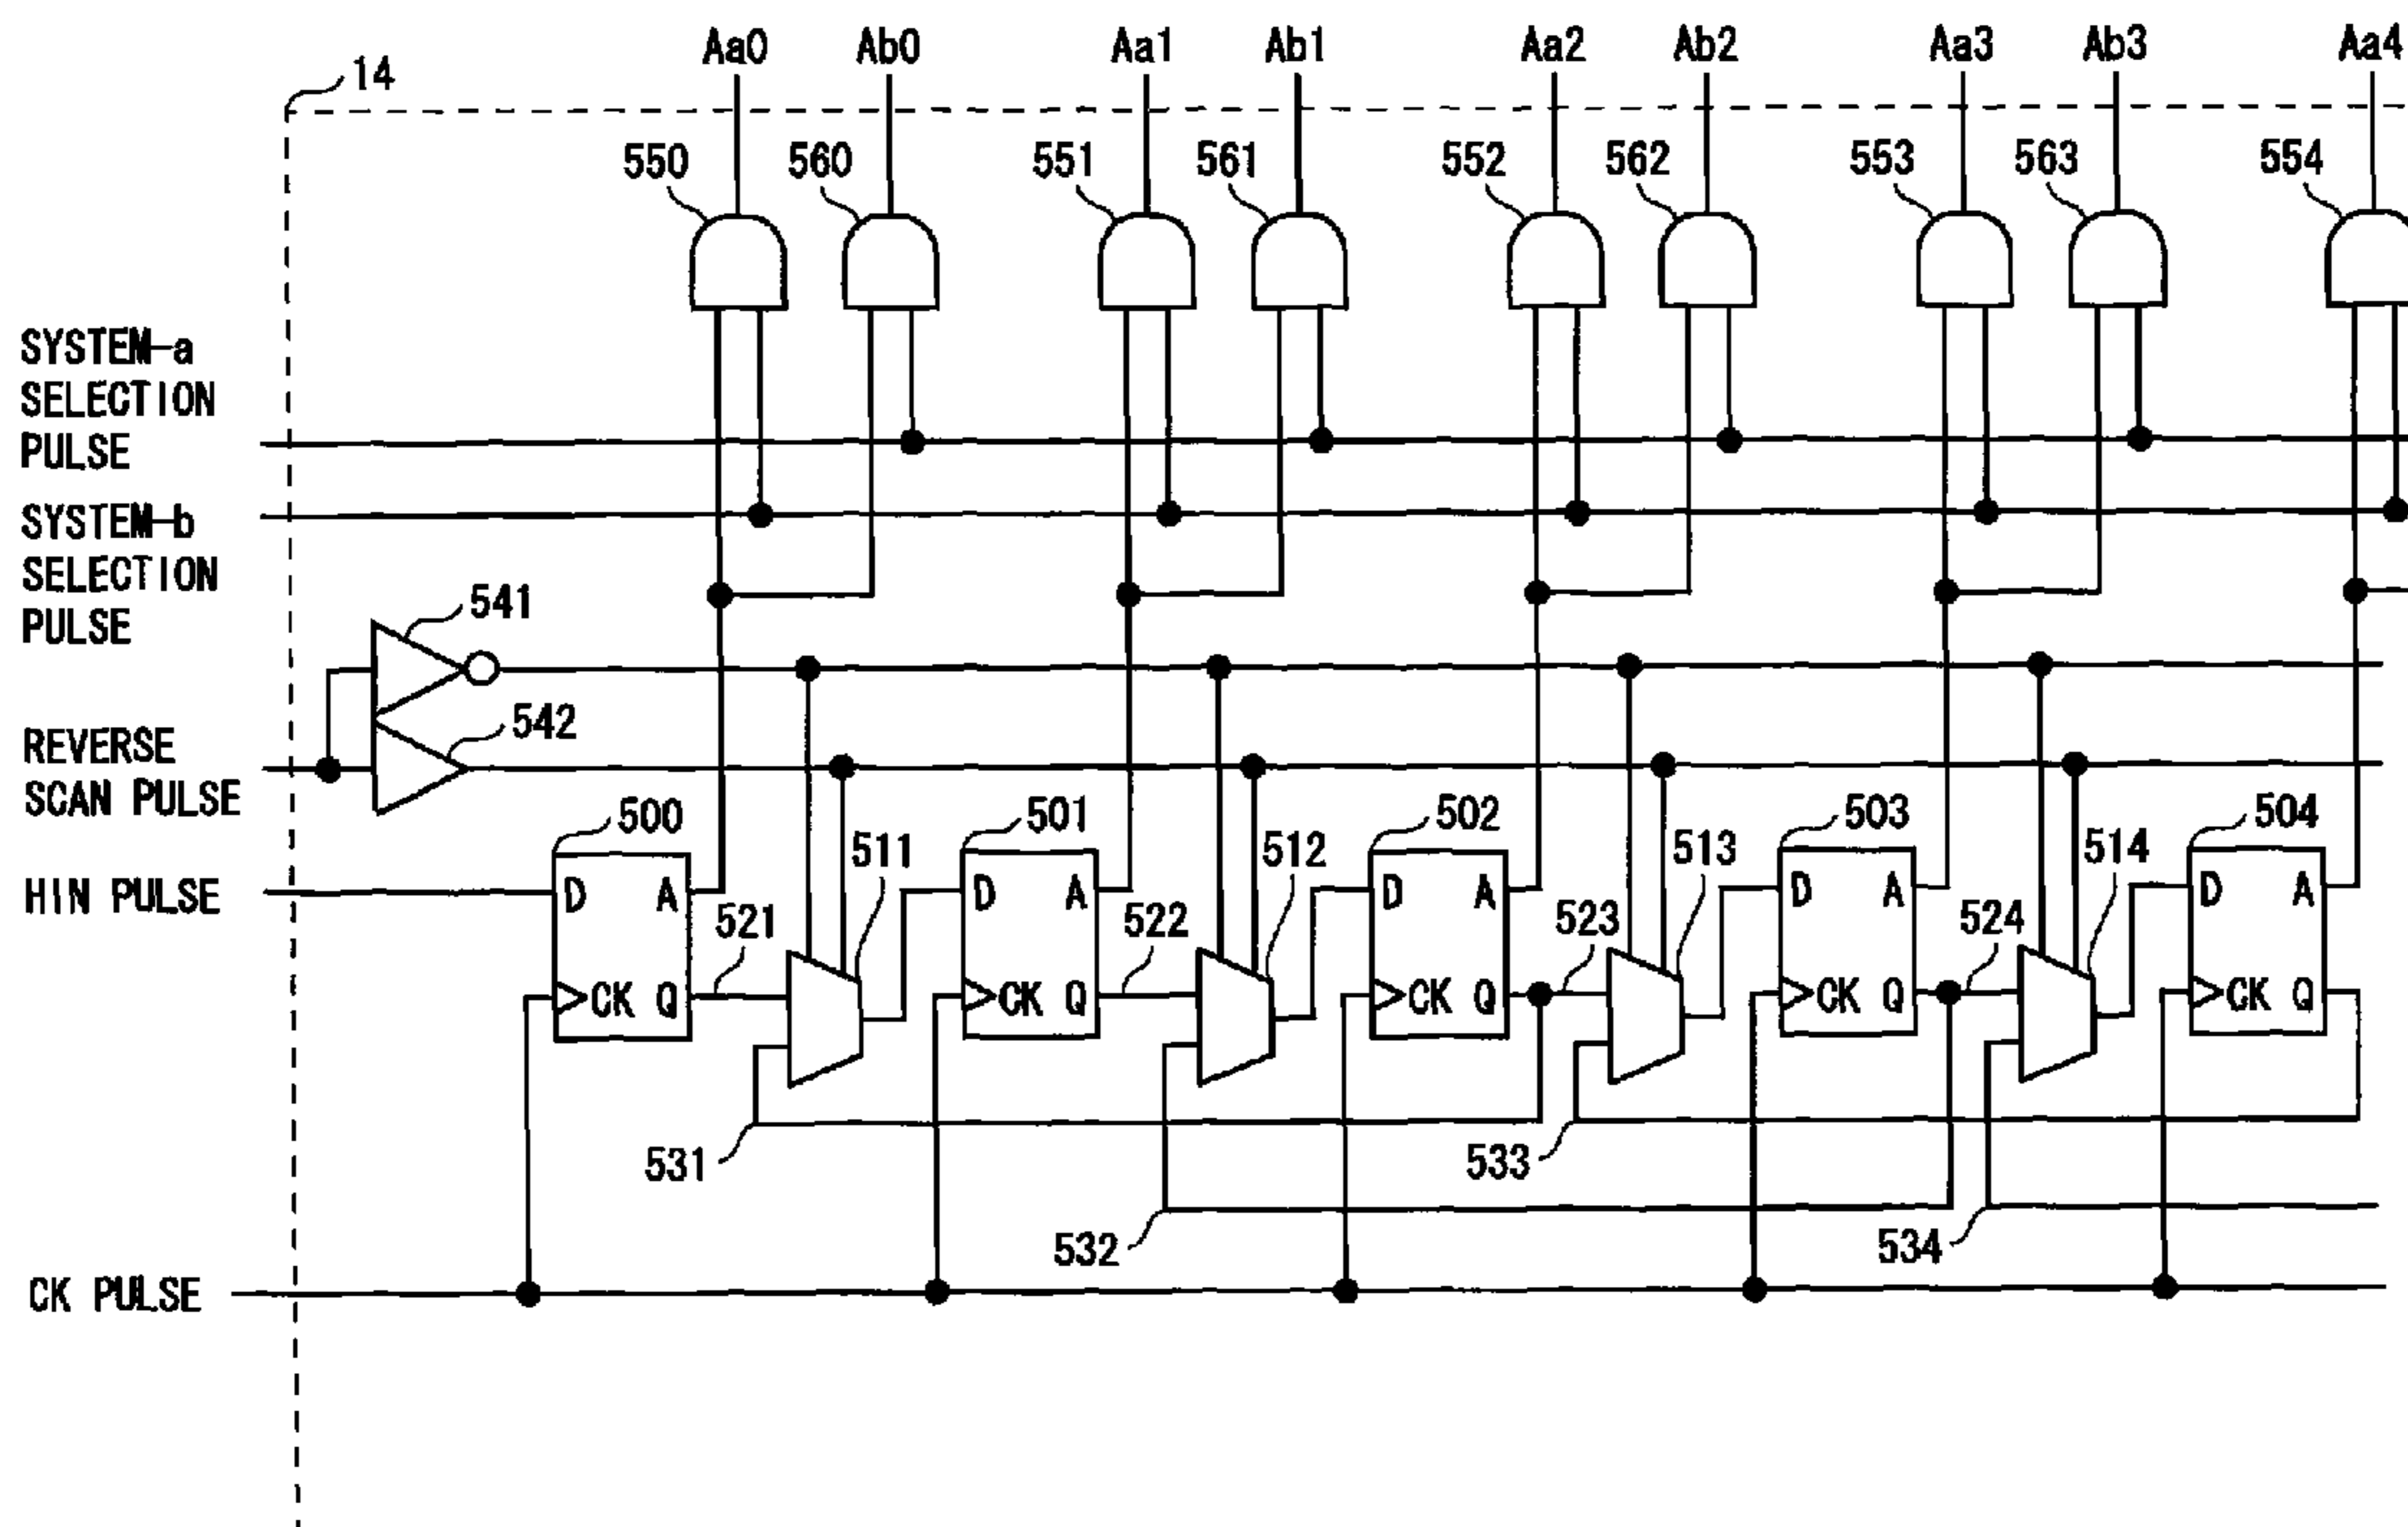 Aa0 Ab0 Aa1 Ab1 Aa2 Ab2 Aa3 Ab3 Aa4
14
550 560 551 561 552 562 553 563 554
SYSTEM-a
SELECTION
PULSE
SYSTEM-b
SELECTION
PULSE
541
542
REVERSE
SCAN PULSE
500 511 501 512 502 513 503 514 504
HIN PULSE
D A D A D A D A D A
521 522 523 524
CK Q CK Q CK Q CK Q CK Q
531 533
532 534
CK PULSE